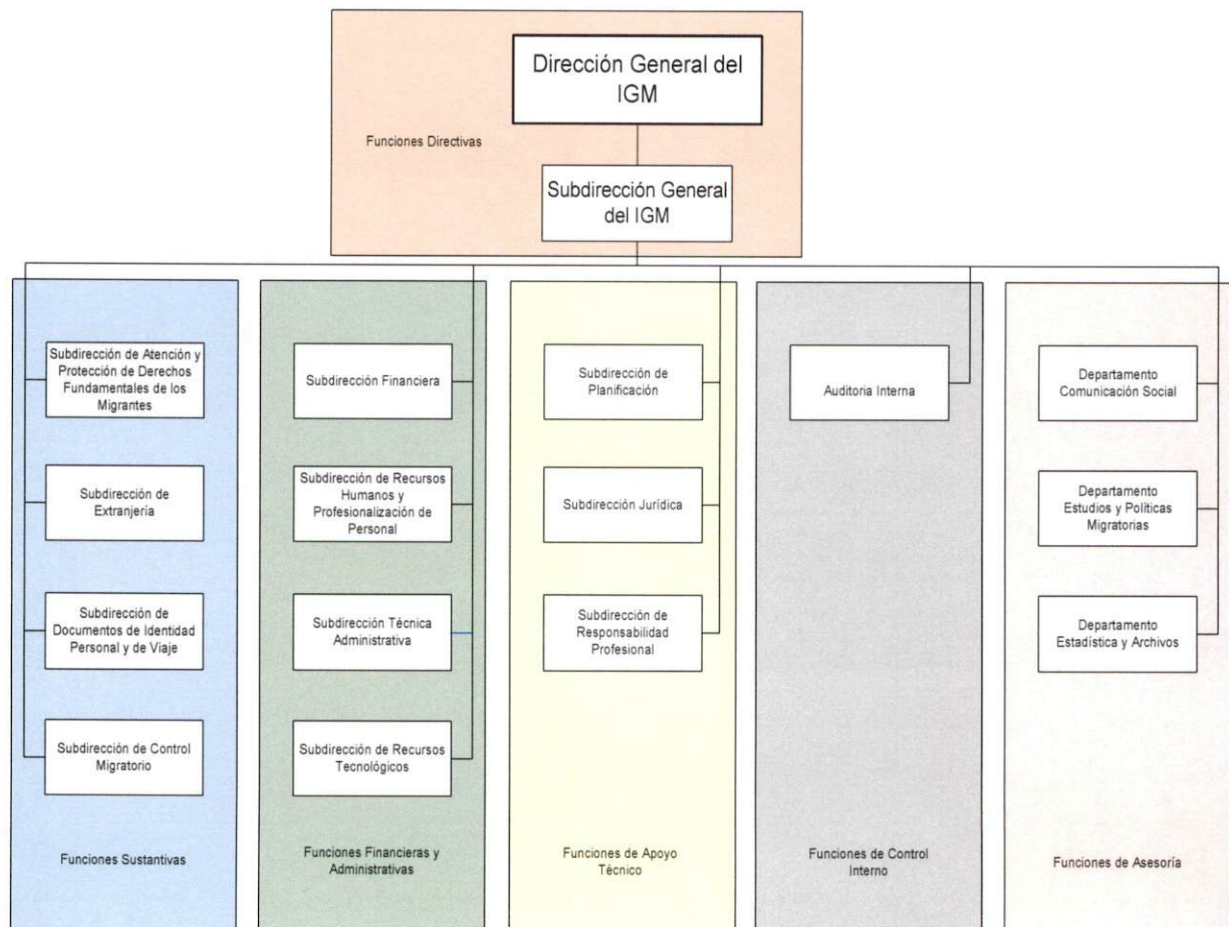 Dirección General del
IGM
Funciones Directivas
Subdirección General
del IGM
Subdirección de Atención y
Protección de Derechos
Fundamentales de los
Migrantes
Subdirección de
Extranjería
Subdirección de
Documentos de Identidad
Personal y de Viaje
Subdirección de Control
Migratorio
Funciones Sustantivas
Subdirección Financiera
Subdirección de Recursos
Humanos y
Profesionalización de
Personal
Subdirección Técnica
Administrativa
Subdirección de Recursos
Tecnológicos
Funciones Financieras y
Administrativas
Subdirección de
Planificación
Subdirección Jurídica
Subdirección de
Responsabilidad
Profesional
Funciones de Apoyo
Técnico
Auditoria Interna
Funciones de Control
Interno
Departamento
Comunicación Social
Departamento
Estudios y Políticas
Migratorias
Departamento
Estadística y Archivos
Funciones de Asesoría